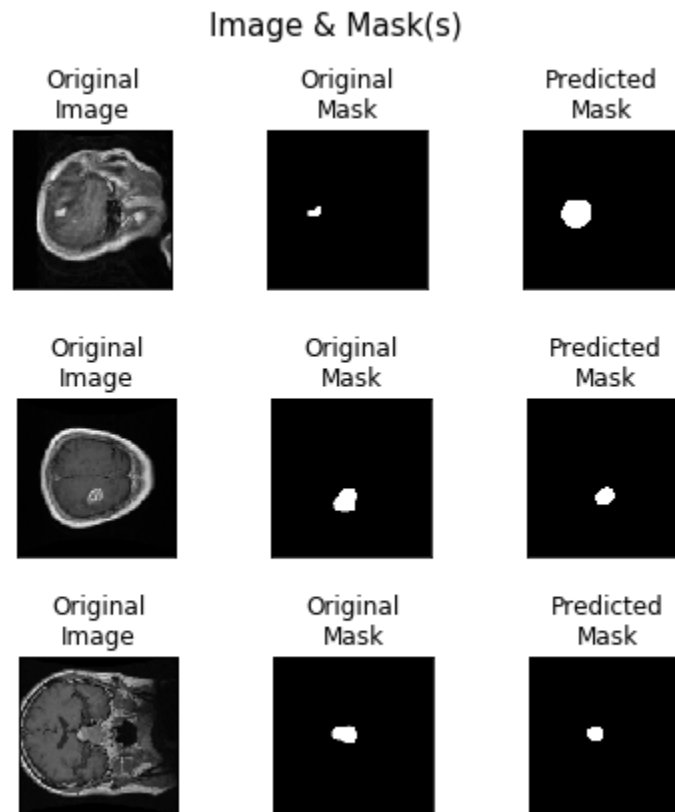 Image & Mask(s)
Original
Image
Original
Mask
Predicted
Mask
Original
Image
Original
Mask
Predicted
Mask
Original
Image
Original
Mask
Predicted
Mask